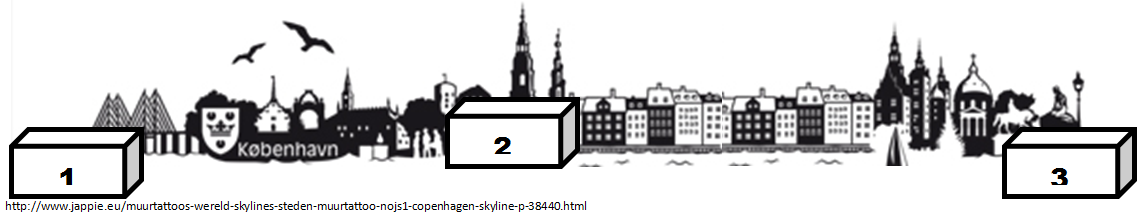 København
1
2
3
http://www.jappie.eu/muurtattoos-wereld-skylines-steden-muurtattoo-nojs1-copenhagen-skyline-p-38440.html